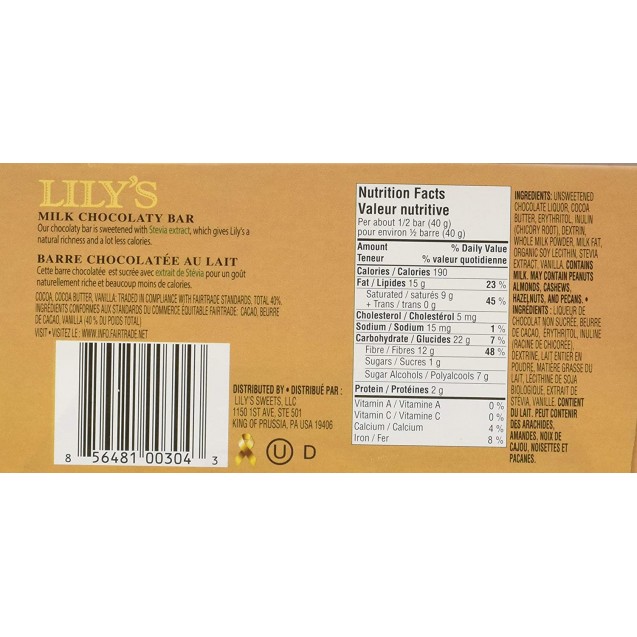 LILY'S
MILK CHOCOLATY BAR
Our chocolaty bar is sweetened with Stevia extract, which gives Lily's a
natural richness and a lot less calories.
BARRE CHOCOLATÉE AU LAIT
Cette barre chocolatée est sucrée avec extrait de Stévia pour un goût
naturellement riche et beaucoup moins de calories.
COCOA, COCOA BUTTER, VANILLA: TRADED IN COMPLIANCE WITH FAIRTRADE STANDARDS, TOTAL 40%.
INGRÉDIENTS CONFORMES AUX STANDARDS DU COMMERCE ÉQUITABLE FAIRTRADE: CACAO, BEURRE
DE CACAO, VANILLA (40 % DU POIDS TOTAL)
VISIT • VISITEZ LE : WWW.INFO.FAIRTRADE.NET
8 56481 00304 3
DISTRIBUTED BY • DISTRIBUÉ PAR :
LILY'S SWEETS, LLC
1150 1ST AVE, STE 501
KING OF PRUSSIA, PA USA 19406
U D
Nutrition Facts
Valeur nutritive
Per about 1/2 bar (40 g)
pour environ ½ barre (40 g)
Amount % Daily Value
Teneur % valeur quotidienne
Calories / Calories 190
Fat / Lipides 15 g 23 %
Saturated / saturés 9 g
+ Trans / trans 0 g 45 %
Cholesterol / Cholestérol 5 mg
Sodium / Sodium 15 mg 1 %
Carbohydrate / Glucides 22 g 7 %
Fibre / Fibres 12 g 48 %
Sugars / Sucres 1 g
Sugar Alcohols / Polyalcools 7 g
Protein / Protéines 2 g
Vitamin A / Vitamine A 0 %
Vitamin C / Vitamine C 0 %
Calcium / Calcium 4 %
Iron / Fer 8 %
INGREDIENTS: UNSWEETENED
CHOCOLATE LIQUOR, COCOA
BUTTER, ERYTHRITOL, INULIN
(CHICORY ROOT), DEXTRIN,
WHOLE MILK POWDER, MILK FAT,
ORGANIC SOY LECITHIN, STEVIA
EXTRACT, VANILLA. CONTAINS
MILK. MAY CONTAIN PEANUTS
ALMONDS, CASHEWS,
HAZELNUTS, AND PECANS. •
INGRÉDIENTS : LIQUEUR DE
CHOCOLAT NON SUCRÉE, BEURRE
DE CACAO, ERYTHRITOL, INULINE
(RACINE DE CHICORÉE),
DEXTRINE, LAIT ENTIER EN
POUDRE, MATIÈRE GRASSE DU
LAIT, LÉCITHINE DE SOJA
BIOLOGIQUE, EXTRAIT DE
STÉVIA, VANILLE. CONTIENT
DU LAIT. PEUT CONTENIR
DES ARACHIDES,
AMANDES, NOIX DE
CAJOU, NOISETTES ET
PACANES.